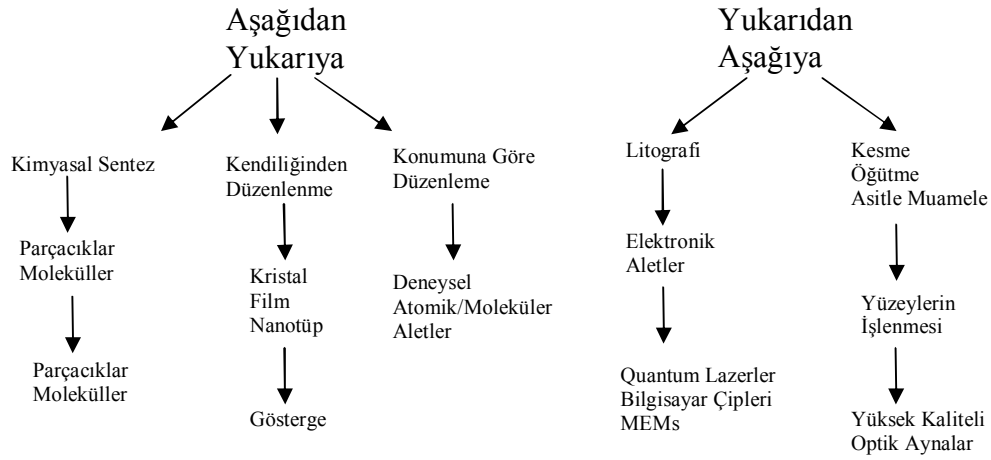 Aşağıdan
Yukarıya
Kimyasal Sentez
Parçacıklar
Moleküller
Parçacıklar
Moleküller
Kendiliğinden
Düzenlenme
Kristal
Film
Nanotüp
Gösterge
Konumuna Göre
Düzenleme
Deneysel
Atomik/Moleküler
Aletler
Yukarıdan
Aşağıya
Litografi
Elektronik
Aletler
Quantum Lazerler
Bilgisayar Çipleri
MEMs
Kesme
Öğütme
Asitle Muamele
Yüzeylerin
İşlenmesi
Yüksek Kaliteli
Optik Aynalar